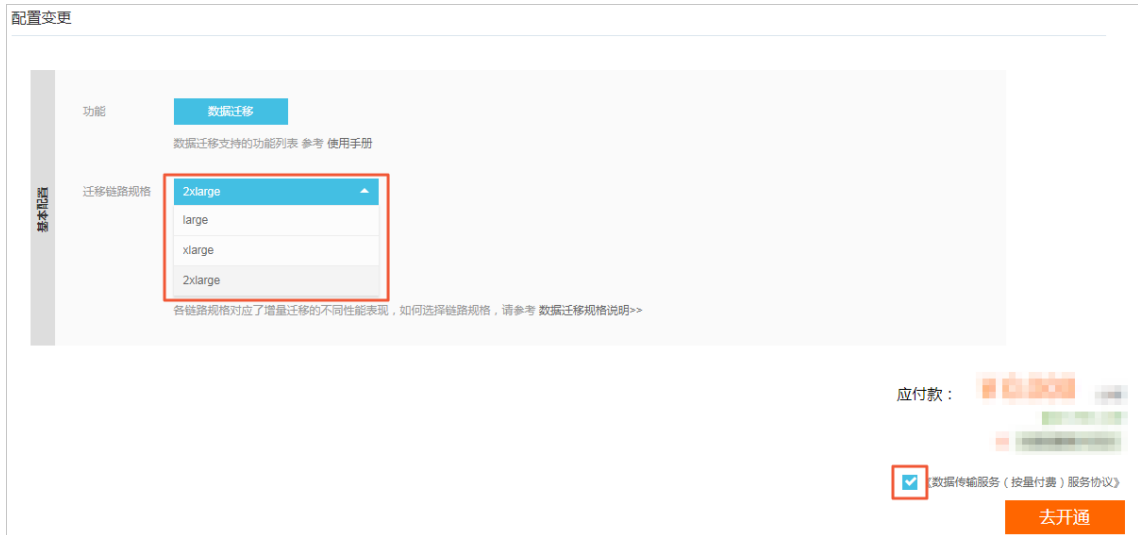 配置变更
功能
数据迁移
数据迁移支持的功能列表 参考 使用手册
基本配置
迁移链路规格
2xlarge
large
xlarge
2xlarge
各链路规格对应了增量迁移的不同性能表现，如何选择链路规格，请参考 数据迁移规格说明>>
应付款：
《数据传输服务（按量付费）服务协议》
去开通